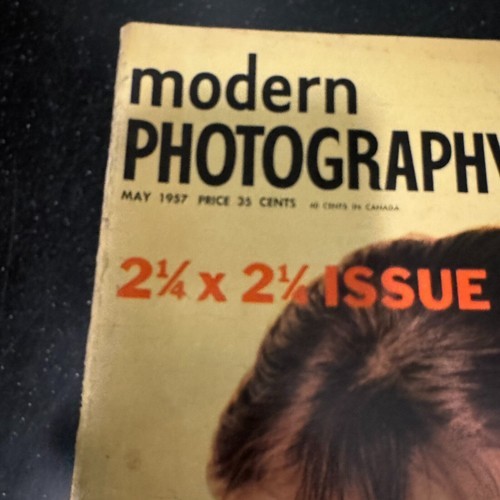 modern
PHOTOGRAPHY
MAY 1957 PRICE 35 CENTS 40 CENTS IN CANADA
2¼ x 2¼ ISSUE